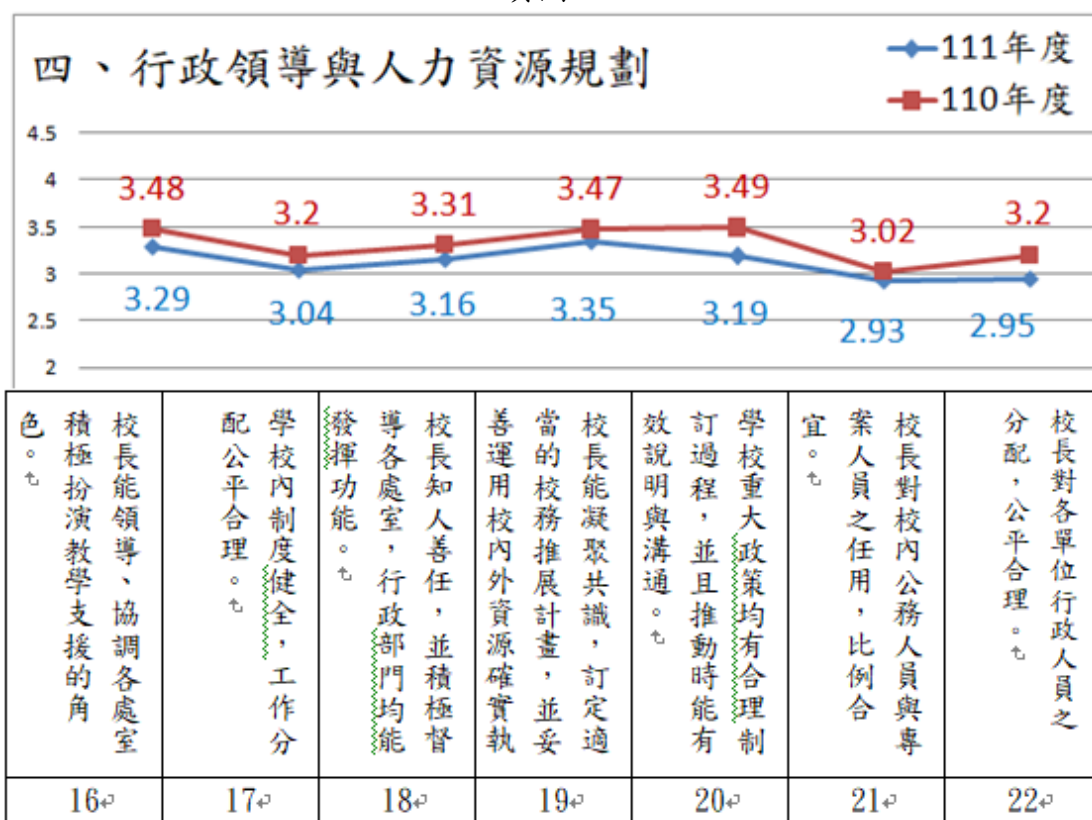 四、行政領導與人力資源規劃
111年度
110年度
4.5
4
3.5
3
2.5
2
3.48
3.2
3.31
3.47
3.49
3.02
3.2
3.29
3.04
3.16
3.35
3.19
2.93
2.95
校長能領導、協調各處室
積極扮演教學支援的角
色。
學校內制度健全，工作分
配公平合理。
校長知人善任，並積極督
導各處室，行政部門均能
發揮功能。
校長能凝聚共識，訂定適
當的校務推展計畫，並妥
善運用校內外資源確實執
學校重大政策均有合理制
訂過程，並且推動時能有
效說明與溝通。
校長對校內公務人員與專
案人員之任用，比例合
宜。
校長對各單位行政人員之
分配，公平合理。
16
17
18
19
20
21
22